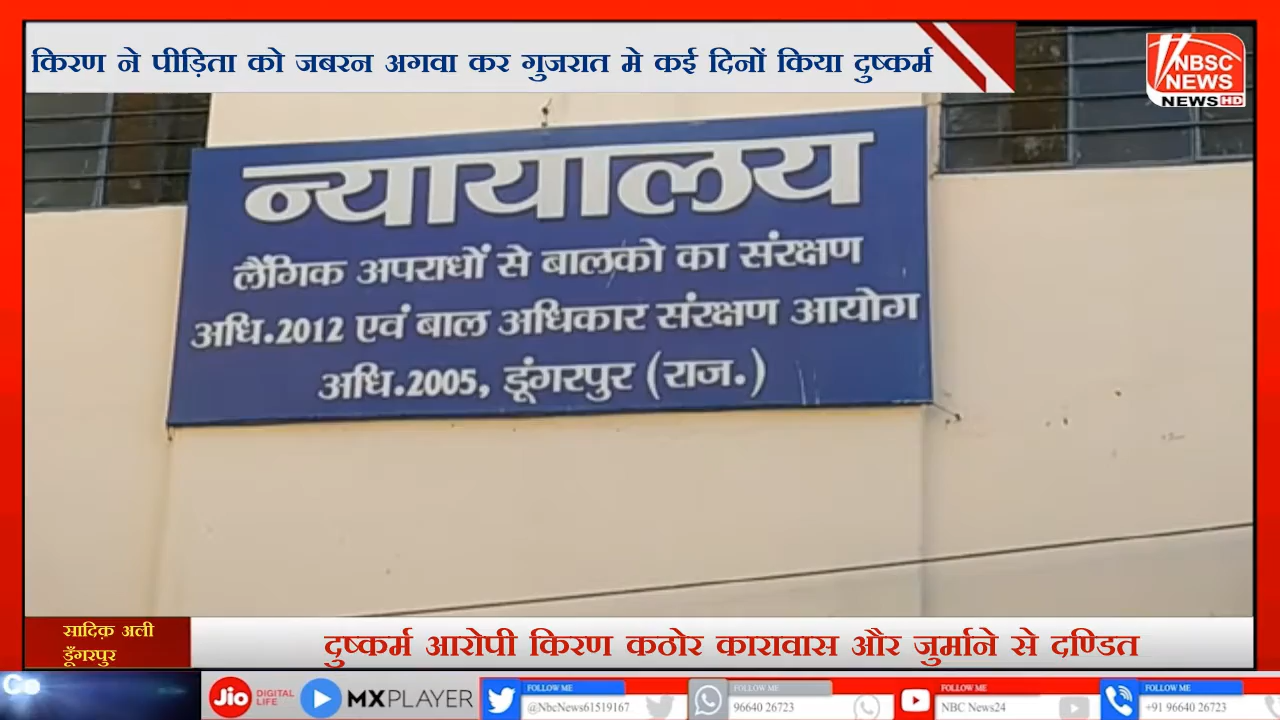 किरण ने पीड़िता को जबरन अगवा कर गुजरात मे कई दिनों किया दुष्कर्म
NBSC
NEWS
NEWS HD
न्यायालय
लैंगिक अपराधों से बालको का संरक्षण
अधि.2012 एवं बाल अधिकार संरक्षण आयोग
अधि.2005, डूंगरपुर (राज.)
सादिक़ अली
डूँगरपुर
दुष्कर्म आरोपी किरण कठोर कारावास और जुर्माने से दण्डित
Co
Jio DIGITAL LIFE
MXPLAYER
FOLLOW ME
@NbcNews61519167
FOLLOW ME
96640 26723
FOLLOW ME
NBC News24
FOLLOW ME
+91 96640 26723